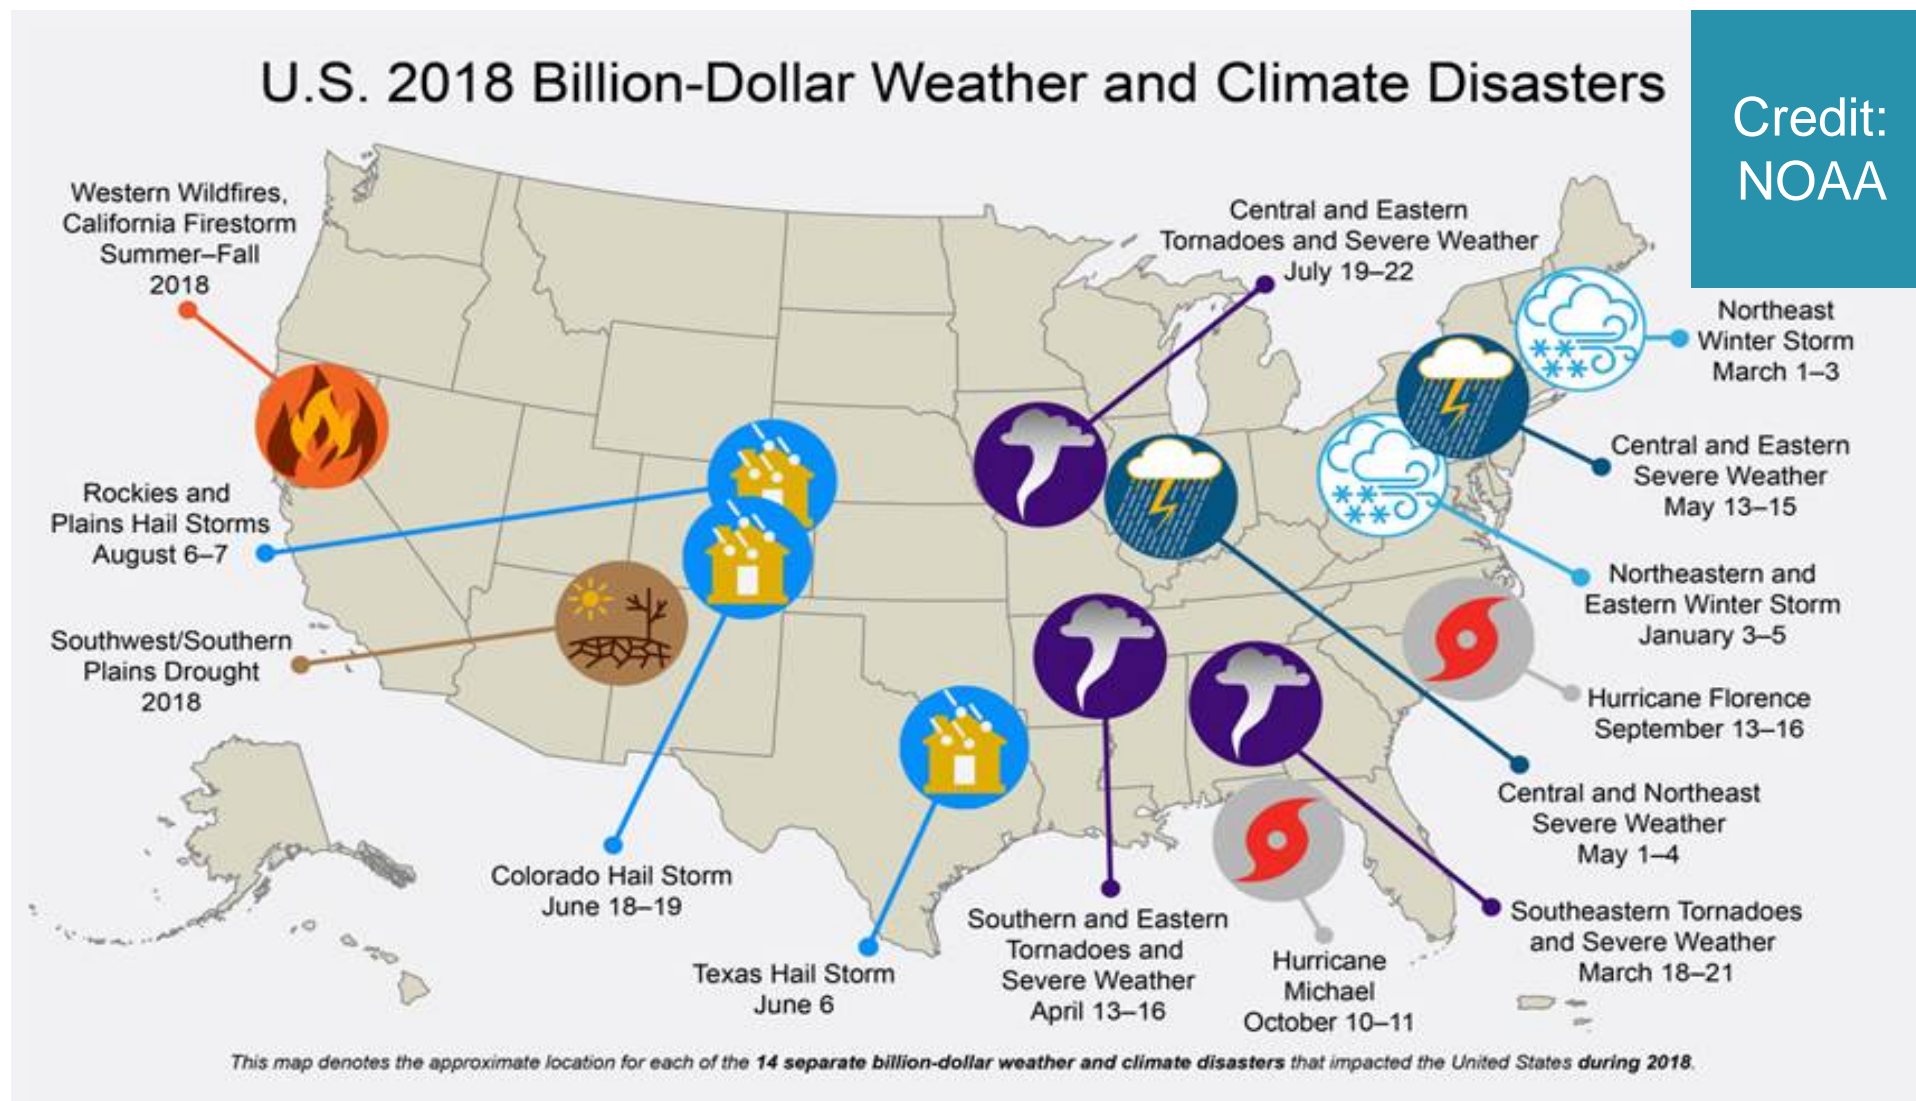 U.S. 2018 Billion-Dollar Weather and Climate Disasters
Credit:
NOAA
Western Wildfires,
California Firestorm
Summer–Fall
2018
Central and Eastern
Tornadoes and Severe Weather
July 19–22
Northeast
Winter Storm
March 1–3
Central and Eastern
Severe Weather
May 13–15
Rockies and
Plains Hail Storms
August 6–7
Northeastern and
Eastern Winter Storm
January 3–5
Southwest/Southern
Plains Drought
2018
Hurricane Florence
September 13–16
Central and Northeast
Severe Weather
May 1–4
Colorado Hail Storm
June 18–19
Southeastern Tornadoes
and Severe Weather
March 18–21
Southern and Eastern
Tornadoes and
Severe Weather
April 13–16
Texas Hail Storm
June 6
Hurricane
Michael
October 10–11
This map denotes the approximate location for each of the 14 separate billion-dollar weather and climate disasters that impacted the United States during 2018.